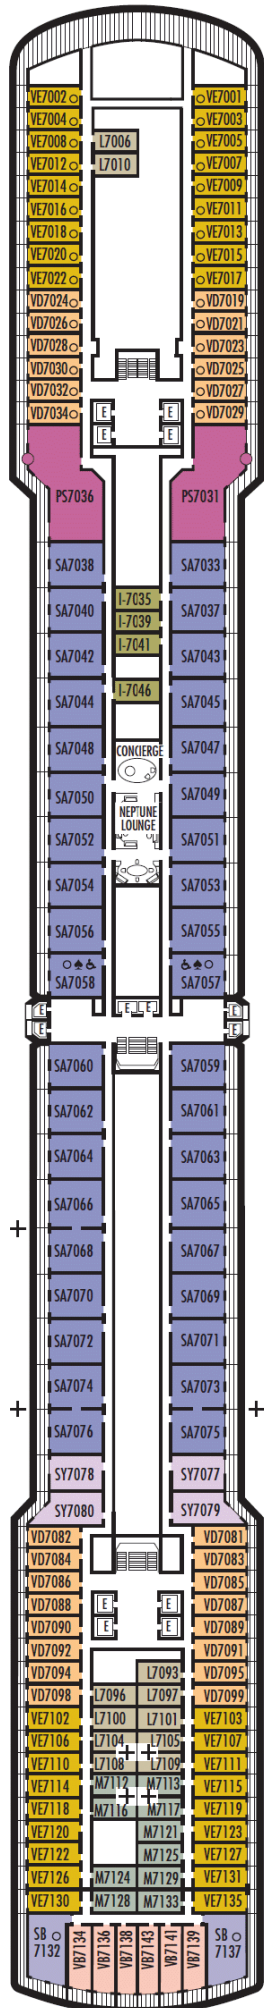 VE7002 VE7001
VE7004 VE7003
VE7008 L7006 VE7005
VE7012 L7010 VE7007
VE7014 VE7009
VE7016 VE7011
VE7018 VE7013
VE7020 VE7015
VE7022 VE7017
VD7024 VD7019
VD7026 VD7021
VD7028 VD7023
VD7030 VD7025
VD7032 VD7027
VD7034 E E VD7029
E E
PS7036 PS7031
SA7038 SA7033
SA7040 I-7035 SA7037
I-7039
SA7042 I-7041 SA7043
SA7044 I-7046 SA7045
SA7048 CONCIERGE SA7047
SA7050 SA7049
NEPTUNE
LOUNGE
SA7052 SA7051
SA7054 SA7053
SA7056 SA7055
SA7058 SA7057
E E E E
E E
SA7060 SA7059
SA7062 SA7061
SA7064 SA7063
SA7066 SA7065
SA7068 SA7067
SA7070 SA7069
SA7072 SA7071
SA7074 SA7073
SA7076 SA7075
SY7078 SY7077
SY7080 SY7079
VD7082 VD7081
VD7084 VD7083
VD7086 VD7085
VD7088 E E VD7087
VD7090 E E VD7089
VD7092 VD7091
VD7094 L7093 VD7095
VD7098 L7096 L7097 VD7099
VE7102 L7100 L7101 VE7103
VE7106 L7104 L7105 VE7107
VE7110 L7108 L7109 VE7111
VE7114 M7112 M7113 VE7115
VE7118 M7116 M7117 VE7119
VE7120 M7121 VE7123
VE7122 M7125 VE7127
VE7126 M7124 M7129 VE7131
VE7130 M7128 M7133 VE7135
SB
7132
VB7134
VB7136
VB7138
VB7143
VB7141
VB7139
SB
7137